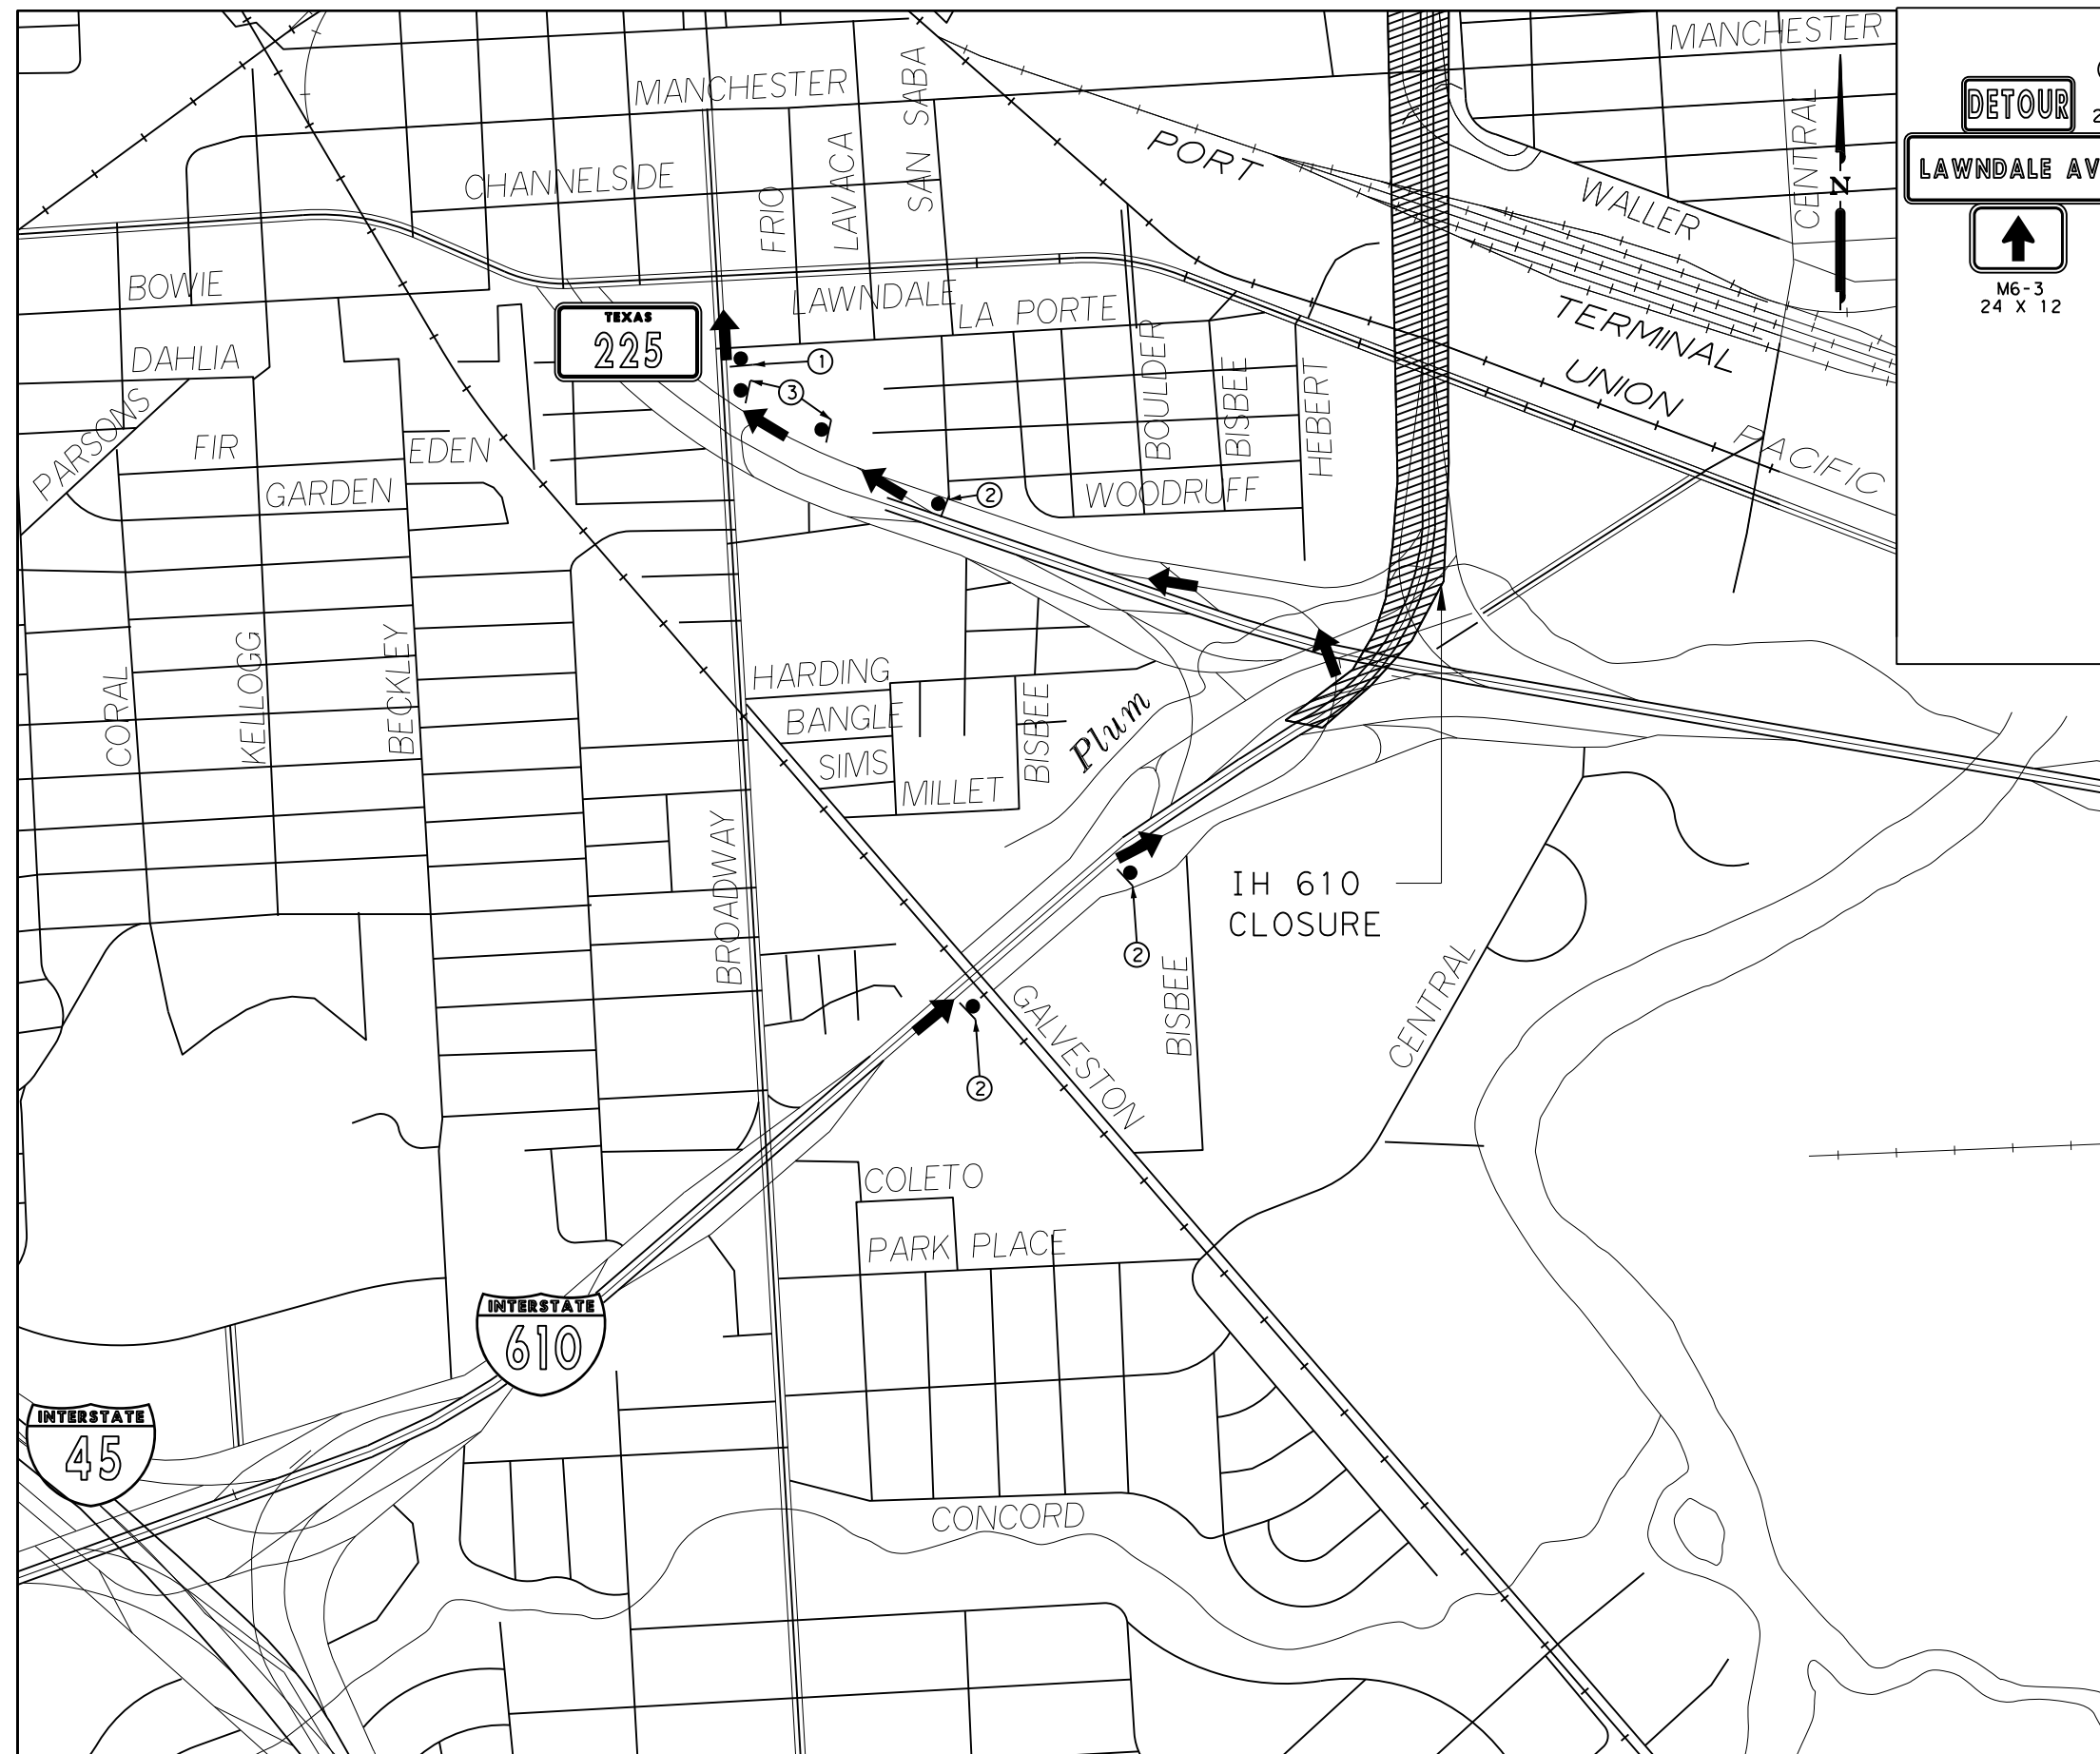 MANCHESTER
MANCHESTER
SAN SABA
LAVACA
FRIO
CHANNELSIDE
PORT
WALLER
CENTRAL
N
DETOUR
LAWNDALE AV
M6-3
24 X 12
BOWIE
LAWNDALE
LA PORTE
TERMINAL
TEXAS
225
DAHLIA
1
3
BOULDER
BISBEE
HEBERT
UNION
PACIFIC
PARSONS
FIR
EDEN
GARDEN
2
WOODRUFF
HARDING
BANGLE
SIMS
MILLET
BISBEE
Plum
CORAL
KELLOGG
BECKLEY
BROADWAY
IH 610
CLOSURE
2
2
GALVESTON
BISBEE
CENTRAL
COLETO
PARK PLACE
INTERSTATE
610
INTERSTATE
45
CONCORD